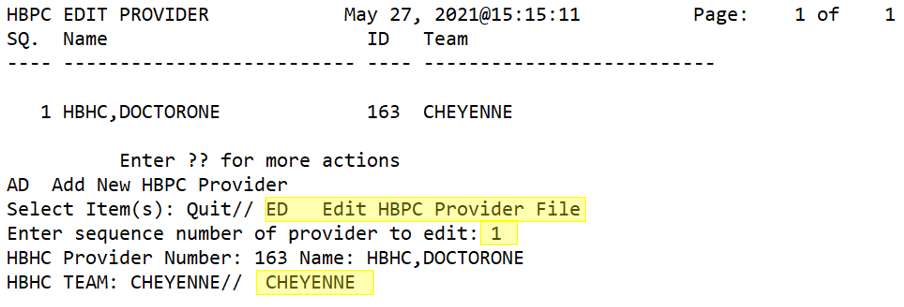 HBPC EDIT PROVIDER May 27, 2021@15:15:11 Page: 1 of 1
SQ. Name ID Team
---- -------------------------- ---- --------------------------
1 HBHC,DOCTORONE 163 CHEYENNE
Enter ?? for more actions
AD Add New HBPC Provider
Select Item(s): Quit// ED Edit HBPC Provider File
Enter sequence number of provider to edit: 1
HBHC Provider Number: 163 Name: HBHC,DOCTORONE
HBHC TEAM: CHEYENNE// CHEYENNE